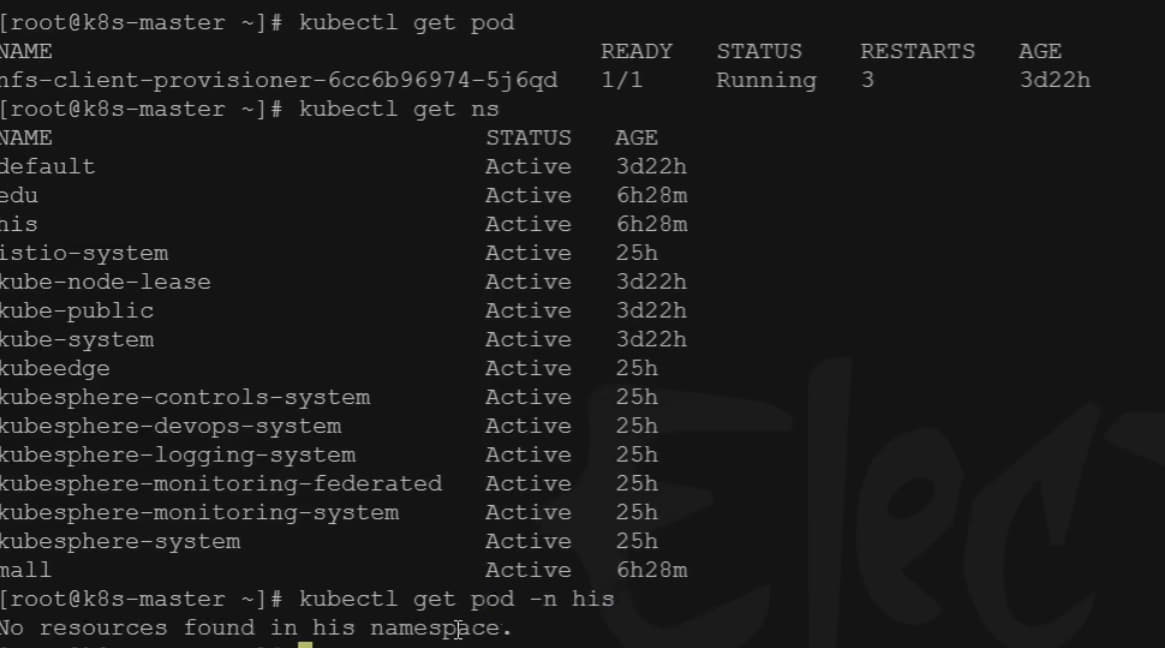 [root@k8s-master ~]# kubectl get pod
NAME READY STATUS RESTARTS AGE
nfs-client-provisioner-6cc6b96974-5j6qd 1/1 Running 3 3d22h
[root@k8s-master ~]# kubectl get ns
NAME STATUS AGE
default Active 3d22h
edu Active 6h28m
his Active 6h28m
istio-system Active 25h
kube-node-lease Active 3d22h
kube-public Active 3d22h
kube-system Active 3d22h
kubeedge Active 25h
kubesphere-controls-system Active 25h
kubesphere-devops-system Active 25h
kubesphere-logging-system Active 25h
kubesphere-monitoring-federated Active 25h
kubesphere-monitoring-system Active 25h
kubesphere-system Active 25h
mall Active 6h28m
[root@k8s-master ~]# kubectl get pod -n his
No resources found in his namespace.